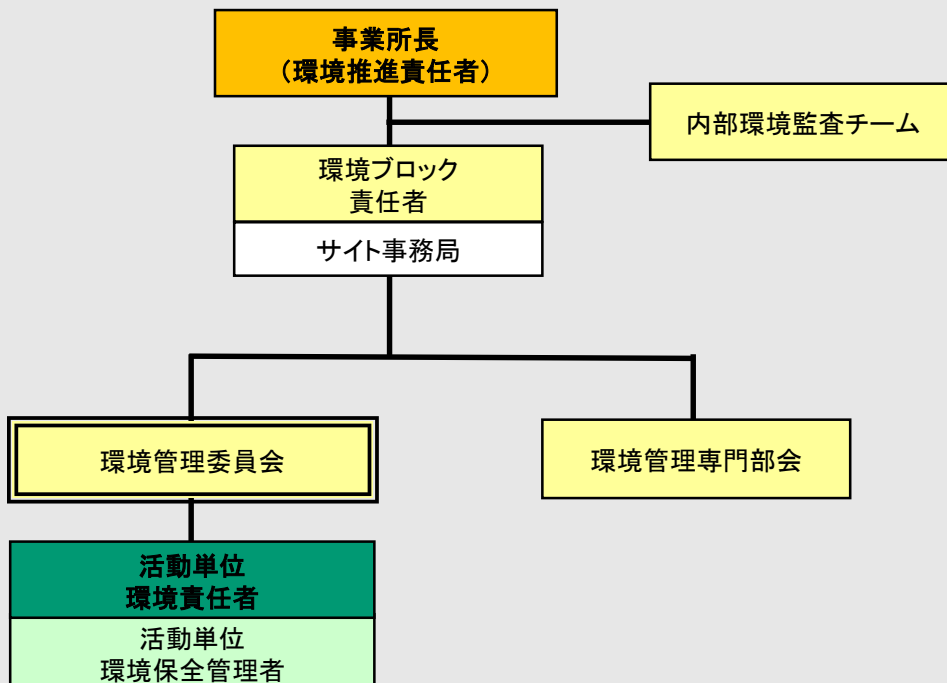 事業所長
（環境推進責任者）
内部環境監査チーム
環境ブロック
責任者
サイト事務局
環境管理委員会
環境管理専門部会
活動単位
環境責任者
活動単位
環境保全管理者